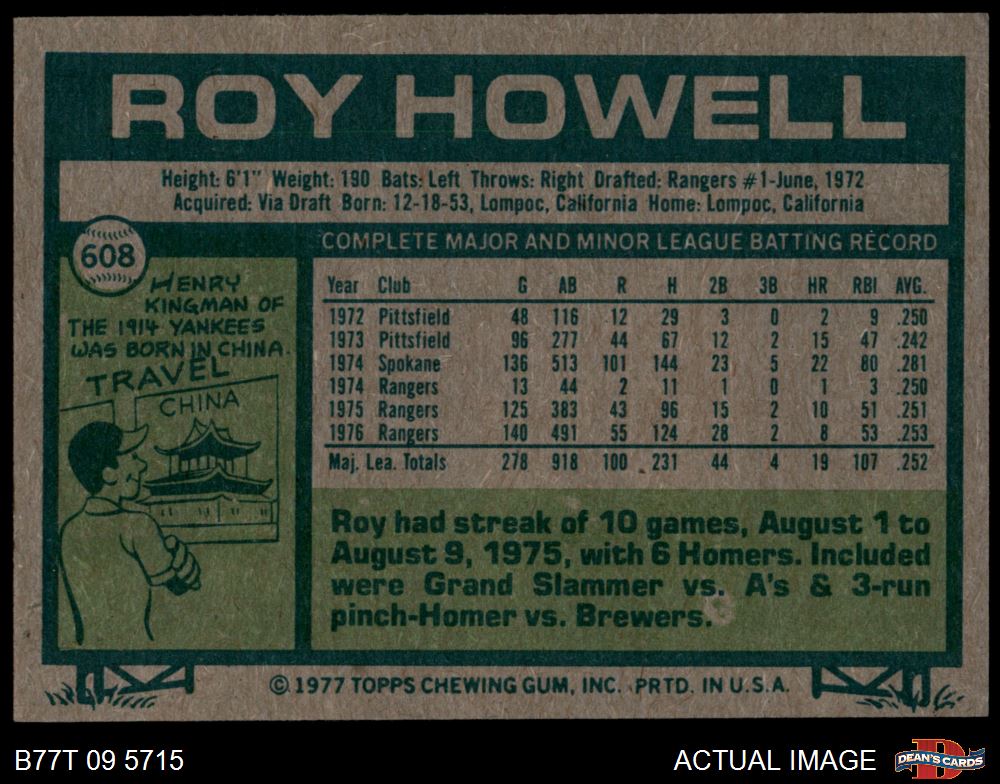 ROY HOWELL
Height: 6'1" Weight: 190 Bats: Left Throws: Right Drafted: Rangers #1-June, 1972
Acquired: Via Draft Born: 12-18-53, Lompoc, California Home: Lompoc, California
608
HENRY
KINGMAN OF
THE 1914 YANKEES
WAS BORN IN CHINA.
TRAVEL
CHINA
COMPLETE MAJOR AND MINOR LEAGUE BATTING RECORD
Year Club G AB R H 2B 3B HR RBI AVG.
1972 Pittsfield 48 116 12 29 3 0 2 9 .250
1973 Pittsfield 96 277 44 67 12 2 15 47 .242
1974 Spokane 136 513 101 144 23 5 22 80 .281
1974 Rangers 13 44 2 11 1 0 1 3 .250
1975 Rangers 125 383 43 96 15 2 10 51 .251
1976 Rangers 140 491 55 124 28 2 8 53 .253
Maj. Lea. Totals 278 918 100 231 44 4 19 107 .252
Roy had streak of 10 games, August 1 to
August 9, 1975, with 6 Homers. Included
were Grand Slammer vs. A's & 3-run
pinch-Homer vs. Brewers.
© 1977 TOPPS CHEWING GUM, INC. PRTD. IN U.S.A.
B77T 09 5715
ACTUAL IMAGE
DEAN'S CARDS